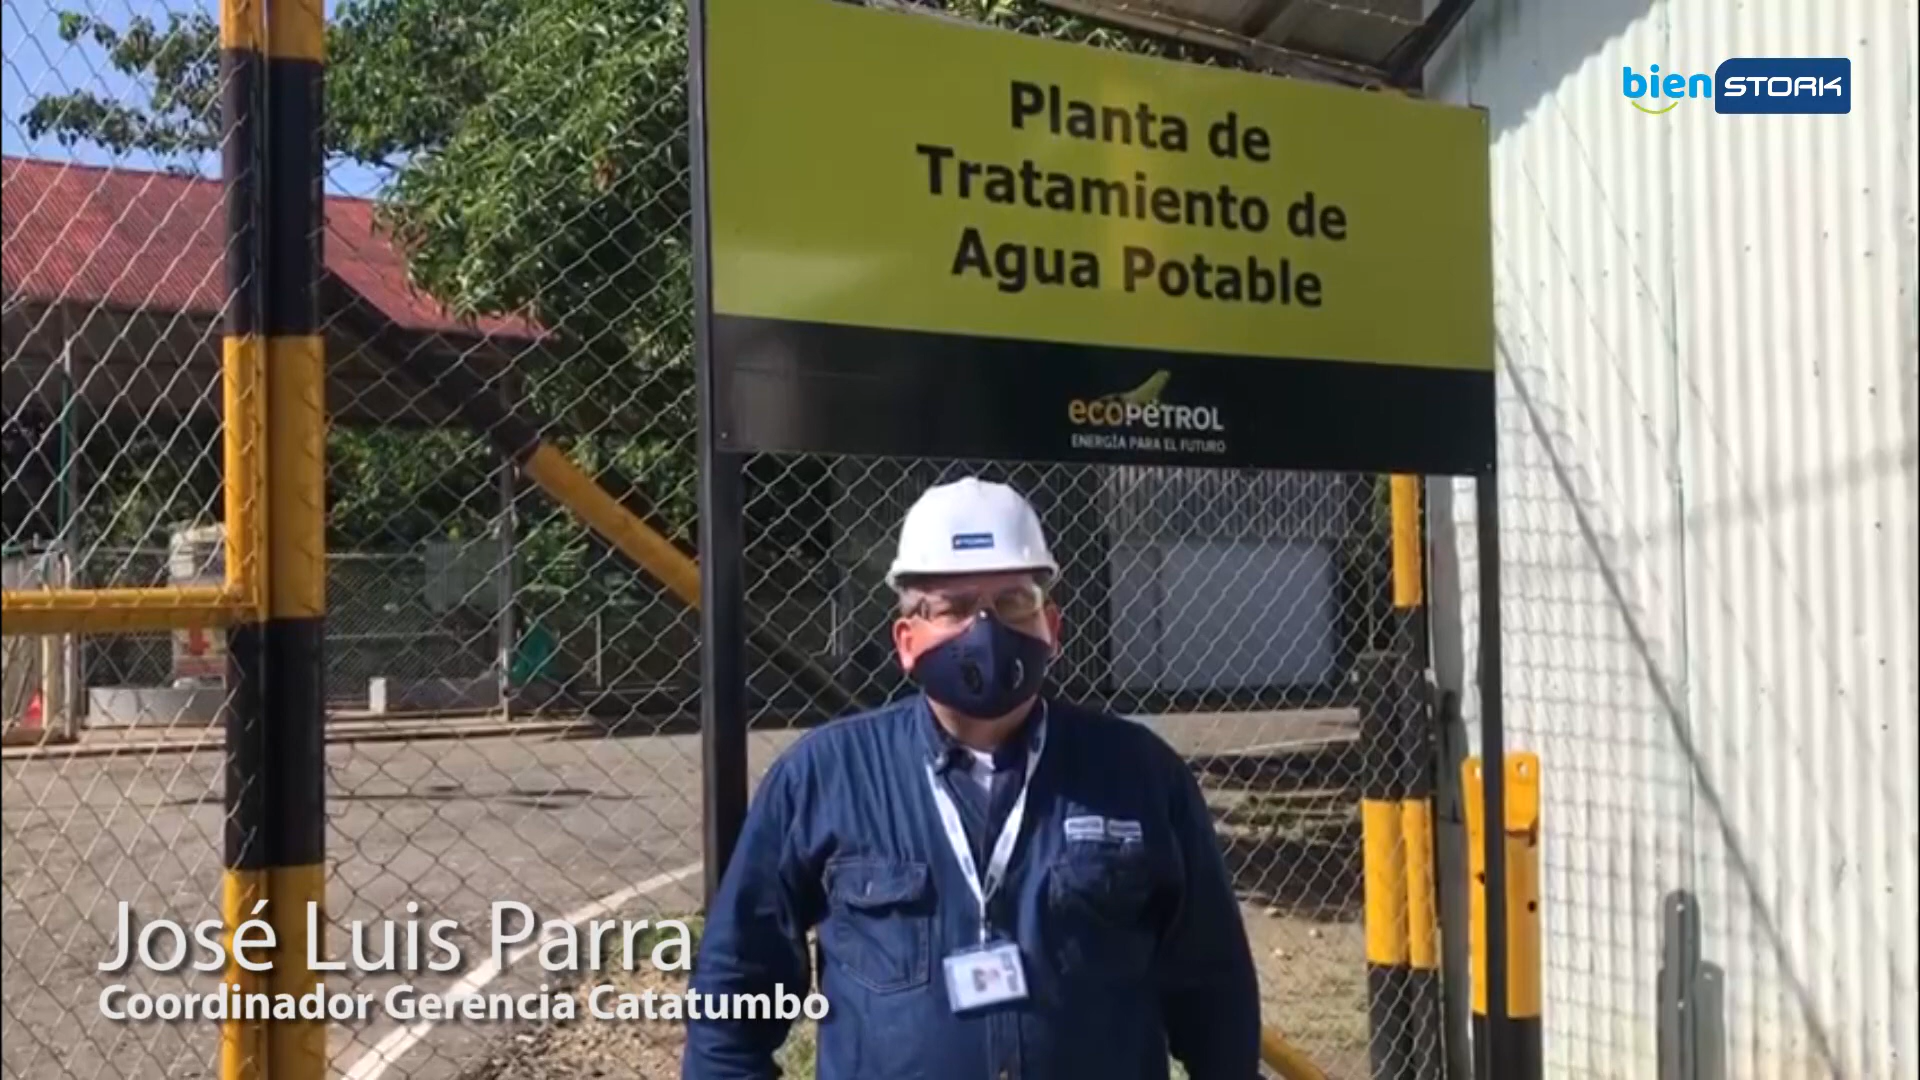 bien STORK
Planta de
Tratamiento de
Agua Potable
ecoPETROL
ENERGÍA PARA EL FUTURO
STORK
José Luis Parra
Coordinador Gerencia Catatumbo